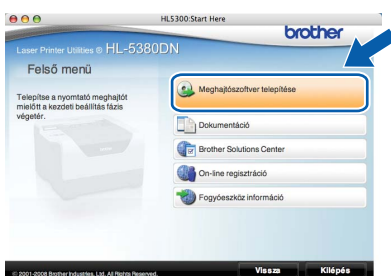 HL5300:Start Here
brother
Laser Printer Utilities ® HL-5380DN
Felső menü
Telepítse a nyomtató meghajtót
mielőtt a kezdeti beállítás fázis
végetér.
Meghajtószoftver telepítése
Dokumentáció
Brother Solutions Center
On-line regisztráció
Fogyóeszköz információ
© 2001-2008 Brother Industries, Ltd. All Rights Reserved.
Vissza
Kilépés